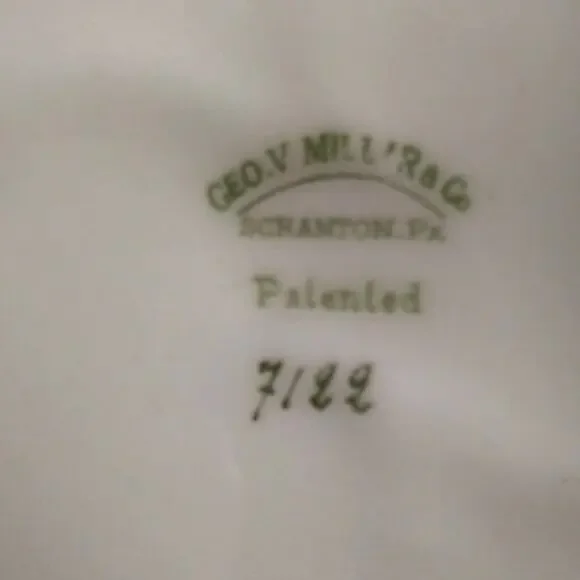 GEO.V MILL'R & Co
SCRANTON, PA.
Patented
7122